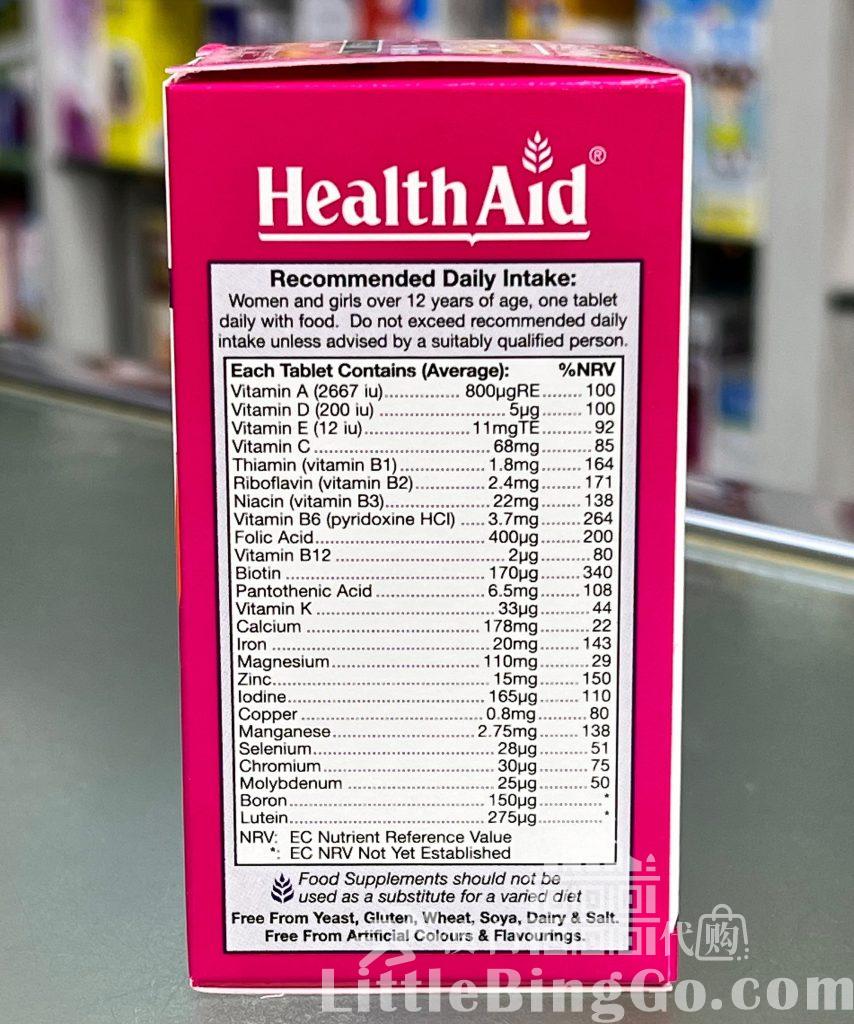 HealthAid®
Recommended Daily Intake:
Women and girls over 12 years of age, one tablet
daily with food. Do not exceed recommended daily
intake unless advised by a suitably qualified person.
Each Tablet Contains (Average): %NRV
Vitamin A (2667 iu)................ 800µgRE......... 100
Vitamin D (200 iu) ...................... 5µg......... 100
Vitamin E (12 iu)....................... 11mgTE......... 92
Vitamin C .................................. 68mg......... 85
Thiamin (vitamin B1) .................. 1.8mg......... 164
Riboflavin (vitamin B2)............... 2.4mg......... 171
Niacin (vitamin B3)..................... 22mg......... 138
Vitamin B6 (pyridoxine HCl) ..... 3.7mg......... 264
Folic Acid................................... 400µg......... 200
Vitamin B12 ............................... 2µg......... 80
Biotin ........................................ 170µg......... 340
Pantothenic Acid ....................... 6.5mg......... 108
Vitamin K ................................... 33µg......... 44
Calcium ..................................... 178mg......... 22
Iron ........................................... 20mg......... 143
Magnesium................................. 110mg......... 29
Zinc............................................ 15mg......... 150
Iodine......................................... 165µg......... 110
Copper ....................................... 0.8mg......... 80
Manganese................................. 2.75mg......... 138
Selenium..................................... 28µg......... 51
Chromium................................... 30µg......... 75
Molybdenum .............................. 25µg......... 50
Boron.......................................... 150µg......... *
Lutein.......................................... 275µg......... *
NRV: EC Nutrient Reference Value
*: EC NRV Not Yet Established
Food Supplements should not be
used as a substitute for a varied diet
Free From Yeast, Gluten, Wheat, Soya, Dairy & Salt.
Free From Artificial Colours & Flavourings.
代购
LittleBingGo.com